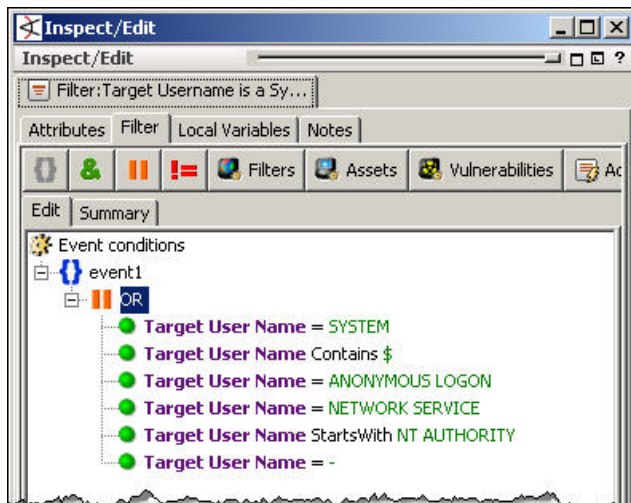 Inspect/Edit
Inspect/Edit ?
Filter:Target Username is a Sy...
Attributes Filter Local Variables Notes
{} & || != Filters Assets Vulnerabilities Ac
Edit Summary
Event conditions
{} event1
|| OR
Target User Name = SYSTEM
Target User Name Contains $
Target User Name = ANONYMOUS LOGON
Target User Name = NETWORK SERVICE
Target User Name StartsWith NT AUTHORITY
Target User Name = -